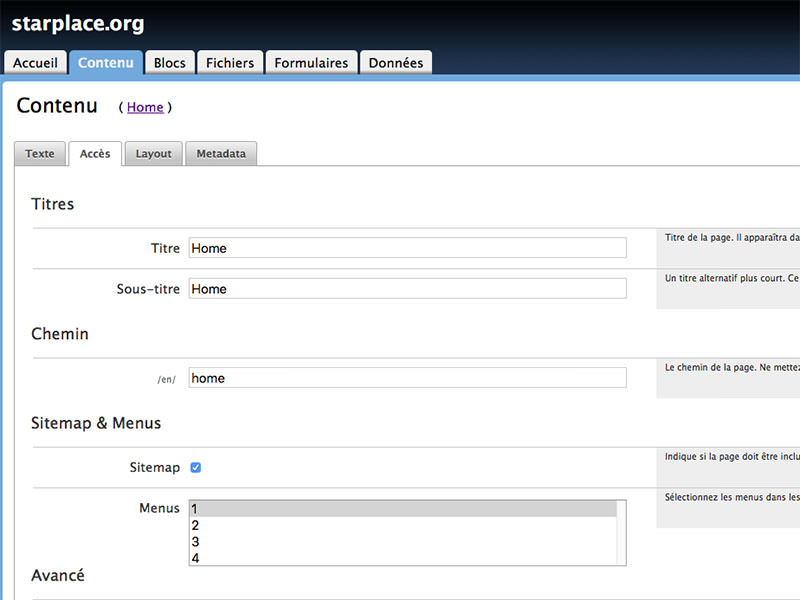 starplace.org
Accueil Contenu Blocs Fichiers Formulaires Données
Contenu ( Home )
Texte Accès Layout Metadata
Titres
Titre Home Titre de la page. Il apparaîtra da
Sous-titre Home Un titre alternatif plus court. Ce
Chemin
/en/ home Le chemin de la page. Ne mettez
Sitemap & Menus
Sitemap Indique si la page doit être inclu
Menus 1 Sélectionnez les menus dans les
2
3
4
Avancé